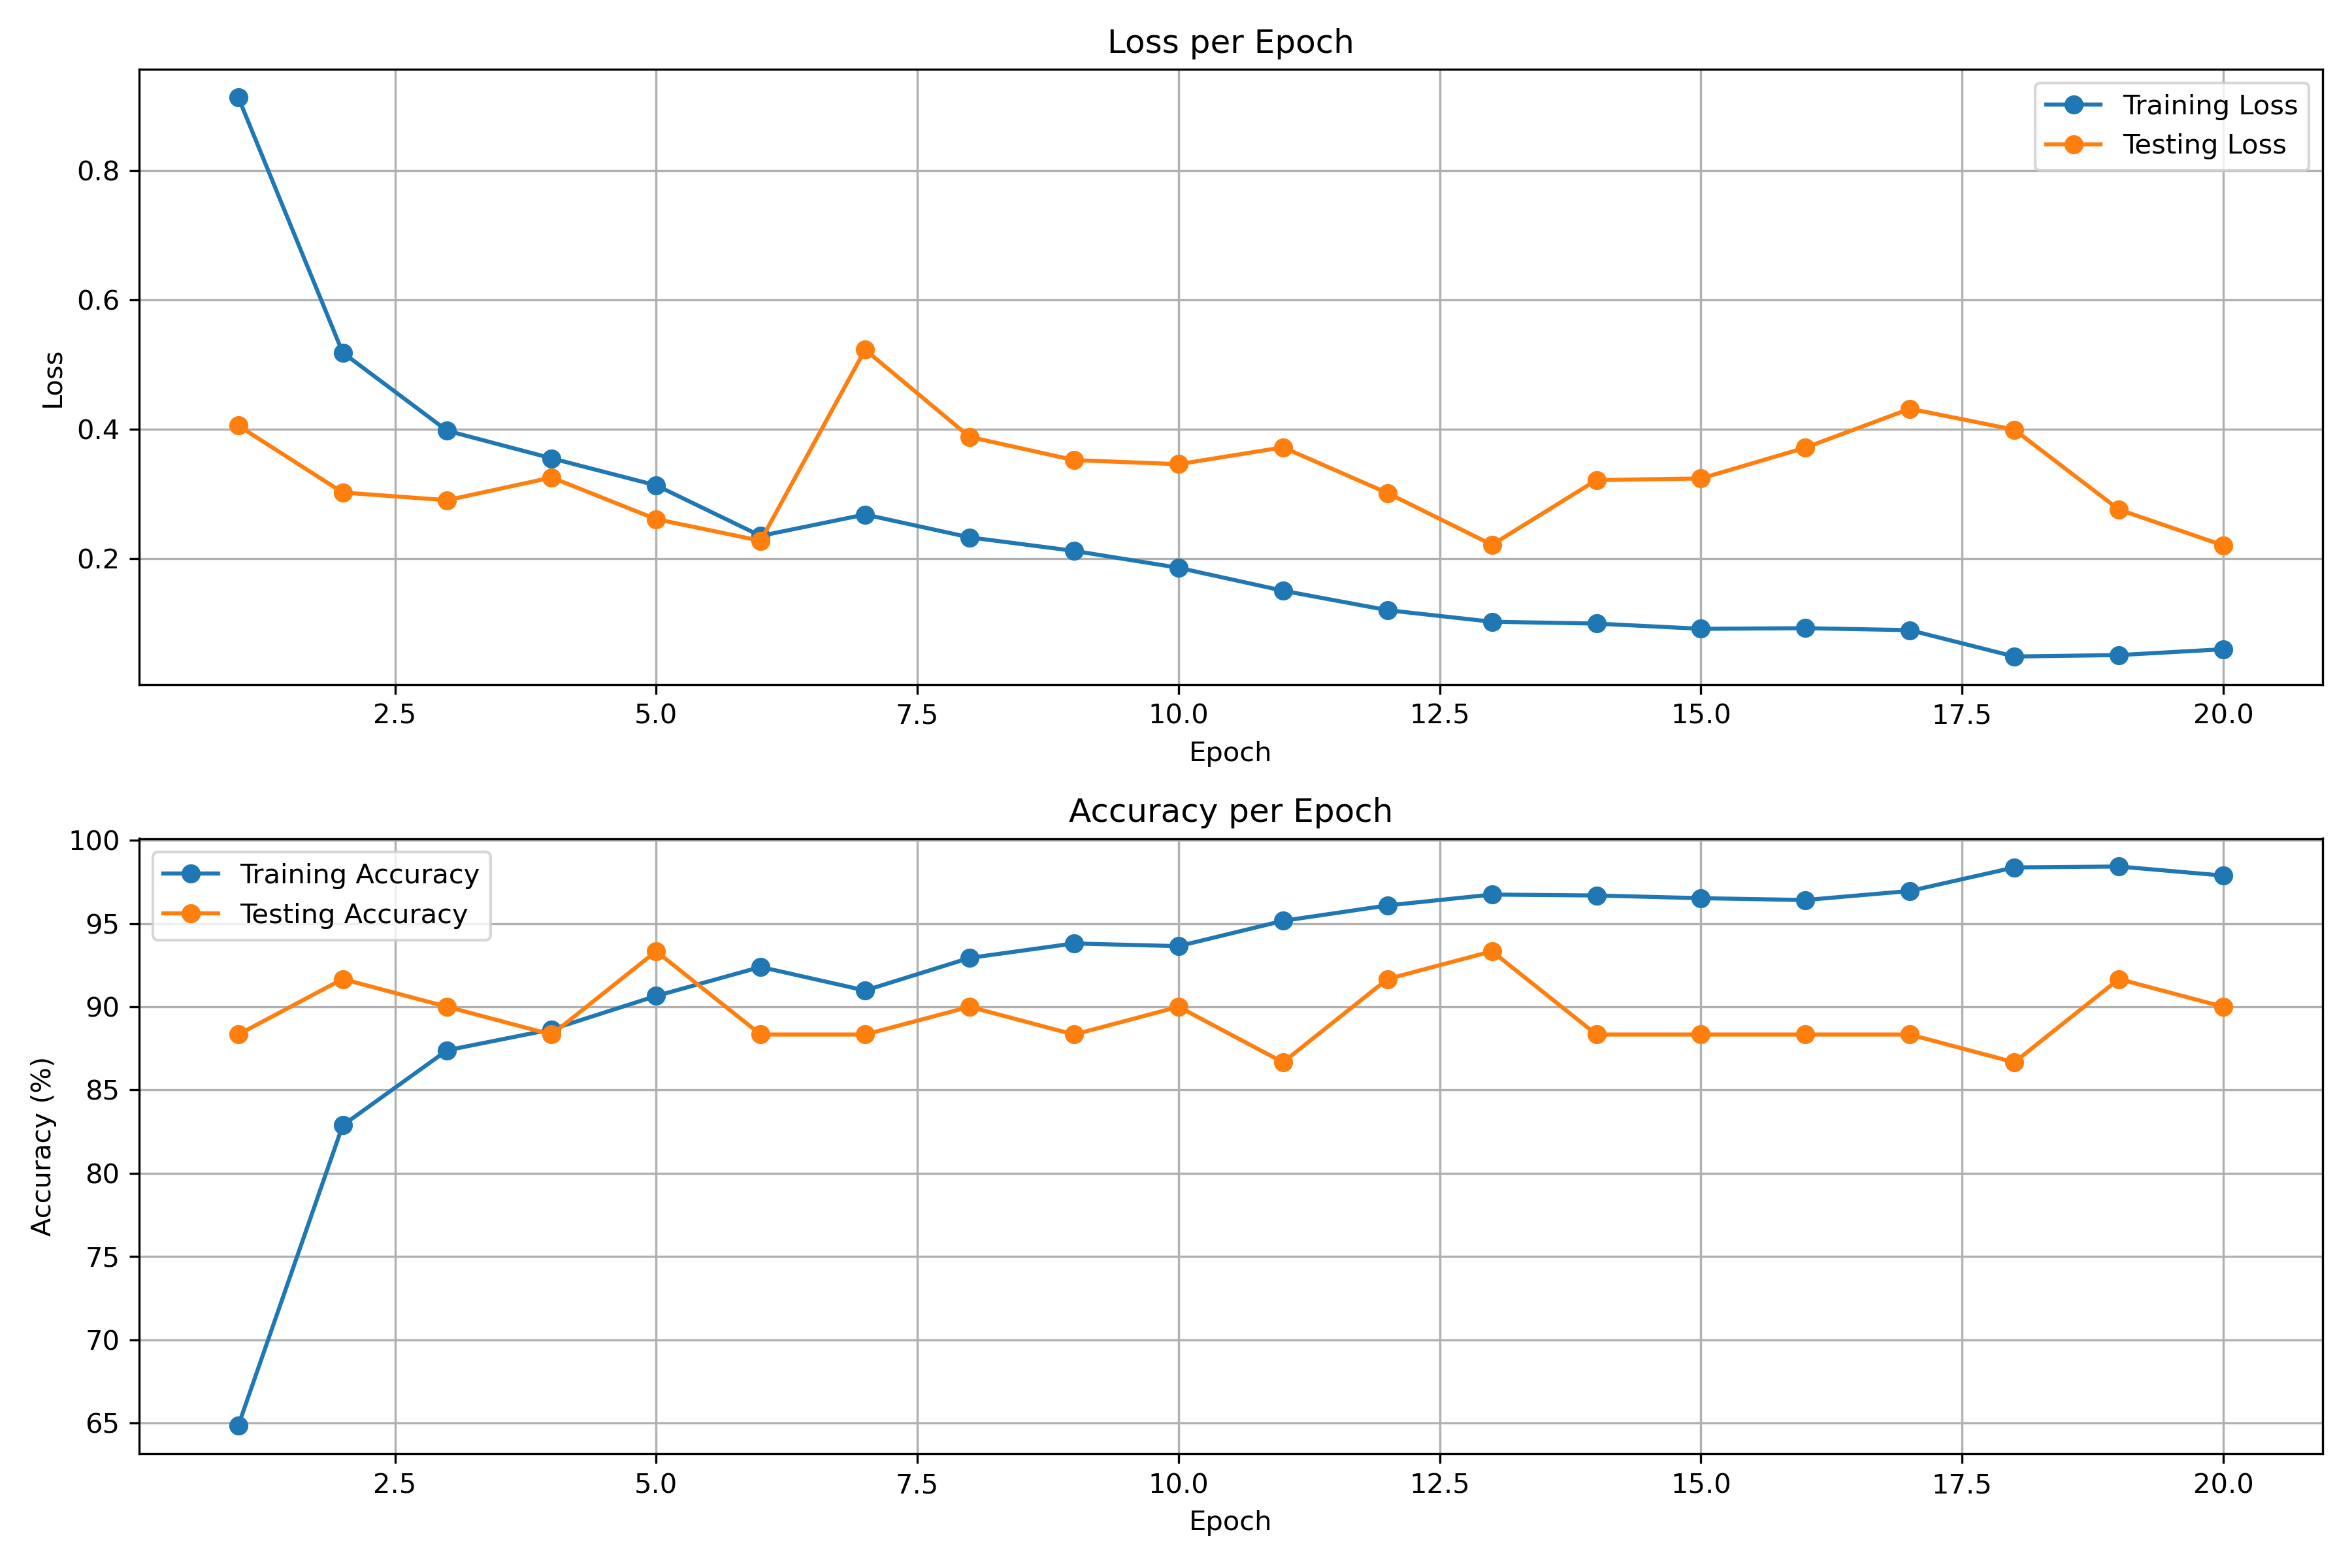 Loss per Epoch
Training Loss
Testing Loss
0.8
0.6
0.4
0.2
Loss
2.5 5.0 7.5 10.0 12.5 15.0 17.5 20.0
Epoch
Accuracy per Epoch
Training Accuracy
Testing Accuracy
100
95
90
85
80
75
70
65
Accuracy (%)
2.5 5.0 7.5 10.0 12.5 15.0 17.5 20.0
Epoch